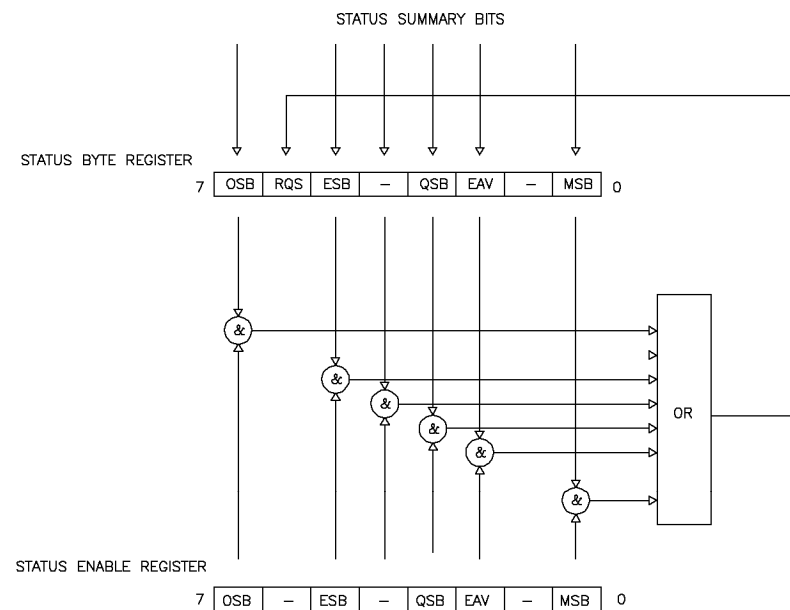 STATUS SUMMARY BITS
STATUS BYTE REGISTER
7 OSB RQS ESB – QSB EAV – MSB 0
&
&
&
&
OR
&
&
STATUS ENABLE REGISTER
7 OSB – ESB – QSB EAV – MSB 0